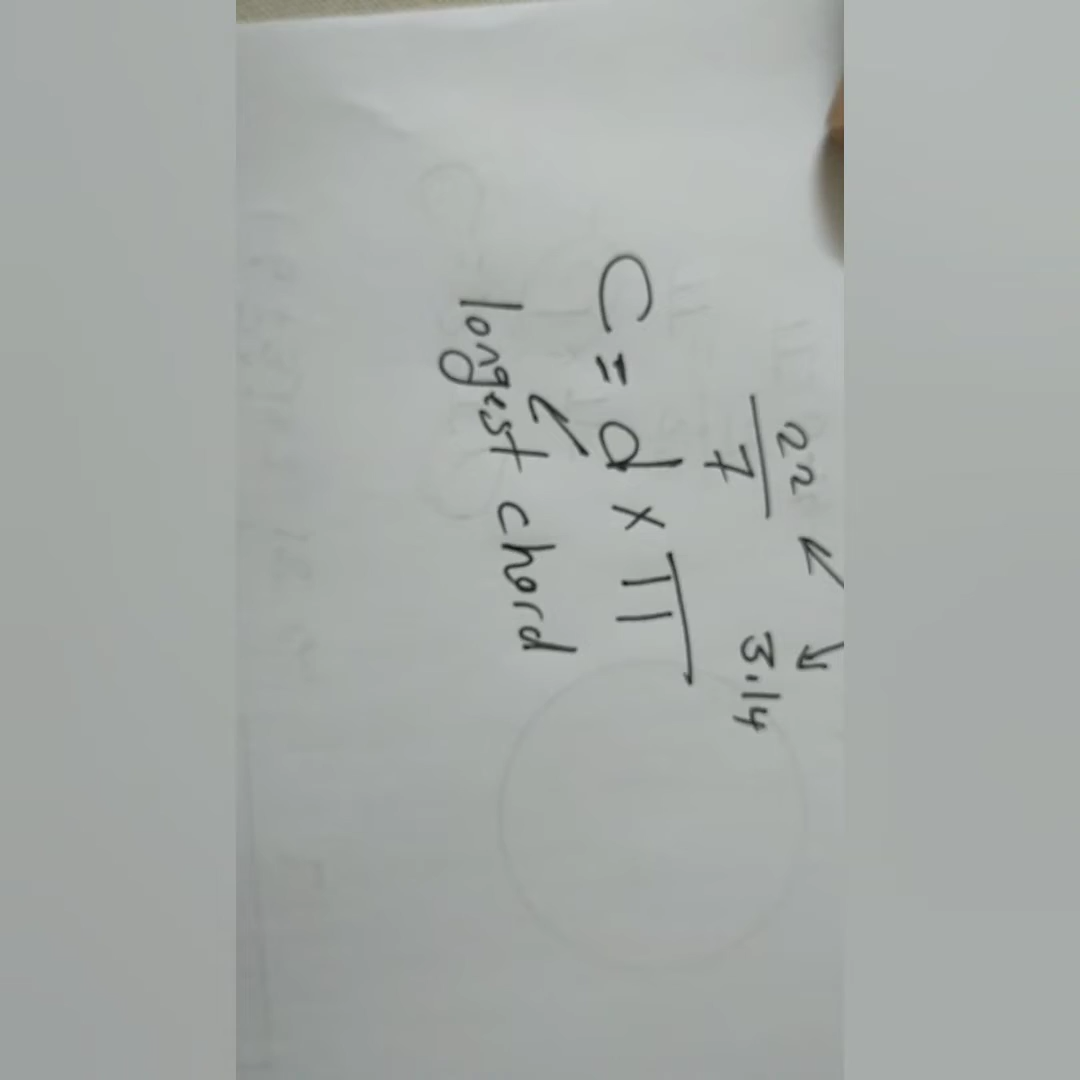 22 ↙ ↘
7 3.14
C = d × π
↙
longest chord